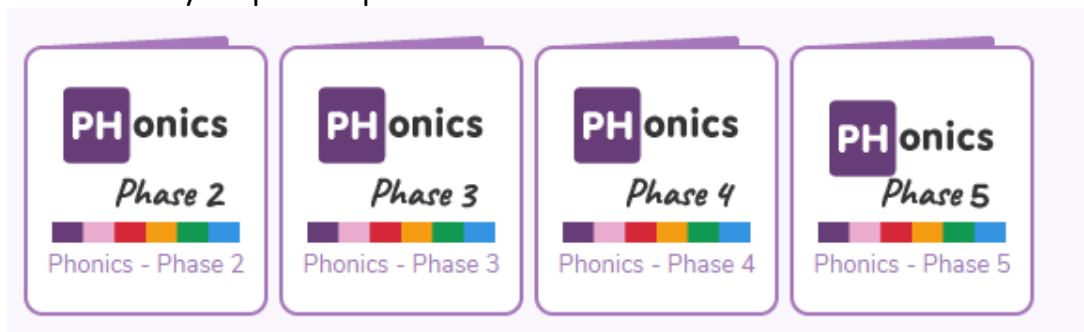 PHonics
Phase 2
Phonics - Phase 2
PHonics
Phase 3
Phonics - Phase 3
PHonics
Phase 4
Phonics - Phase 4
PHonics
Phase 5
Phonics - Phase 5